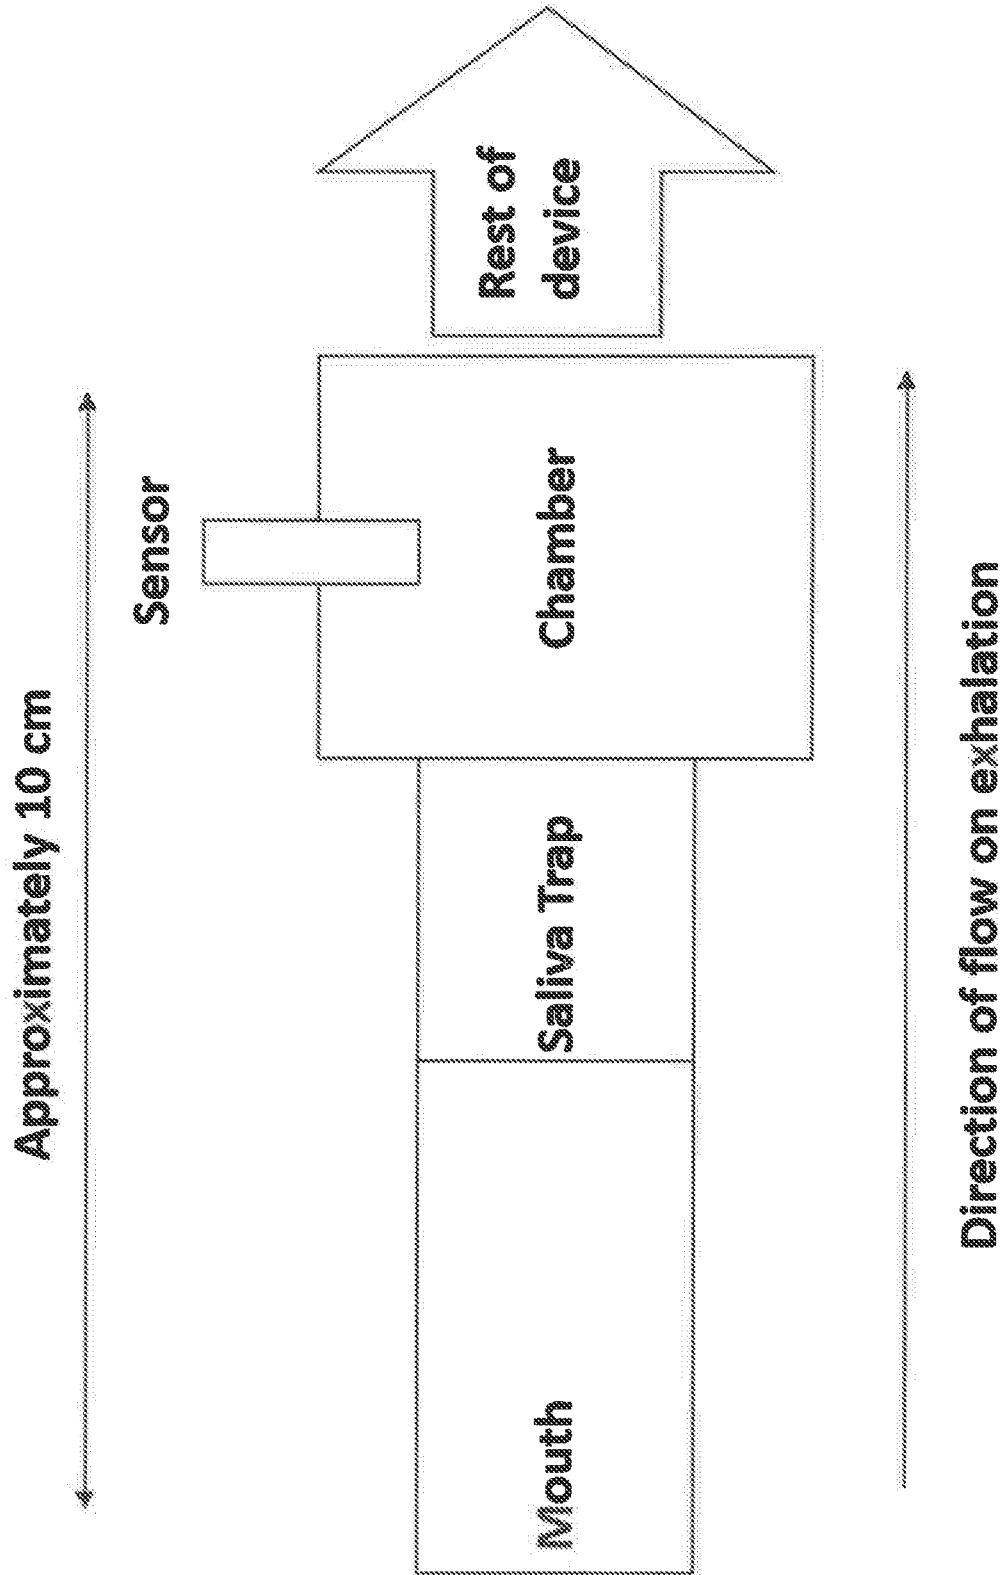 Approximately 10 cm
Sensor
Mouth
Saliva Trap
Chamber
Rest of
device
Direction of flow on exhalation